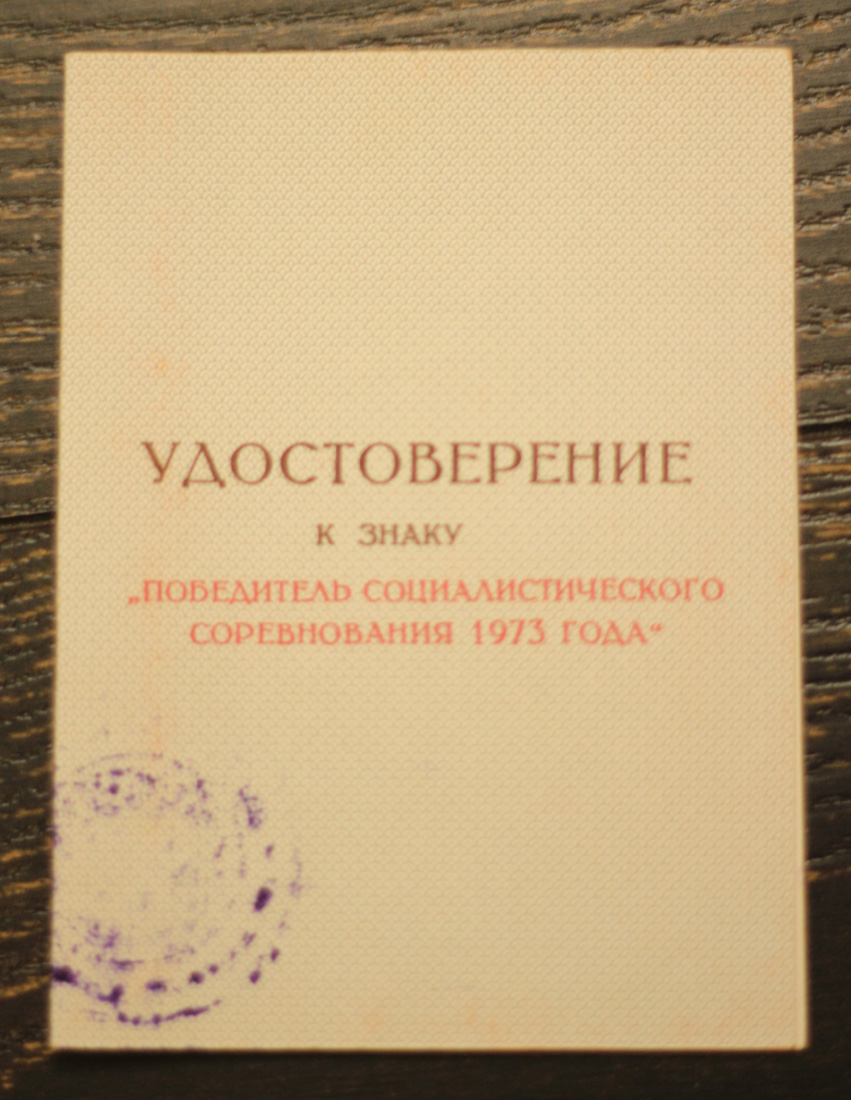 УДОСТОВЕРЕНИЕ
К ЗНАКУ
„ПОБЕДИТЕЛЬ СОЦИАЛИСТИЧЕСКОГО
СОРЕВНОВАНИЯ 1973 ГОДА“